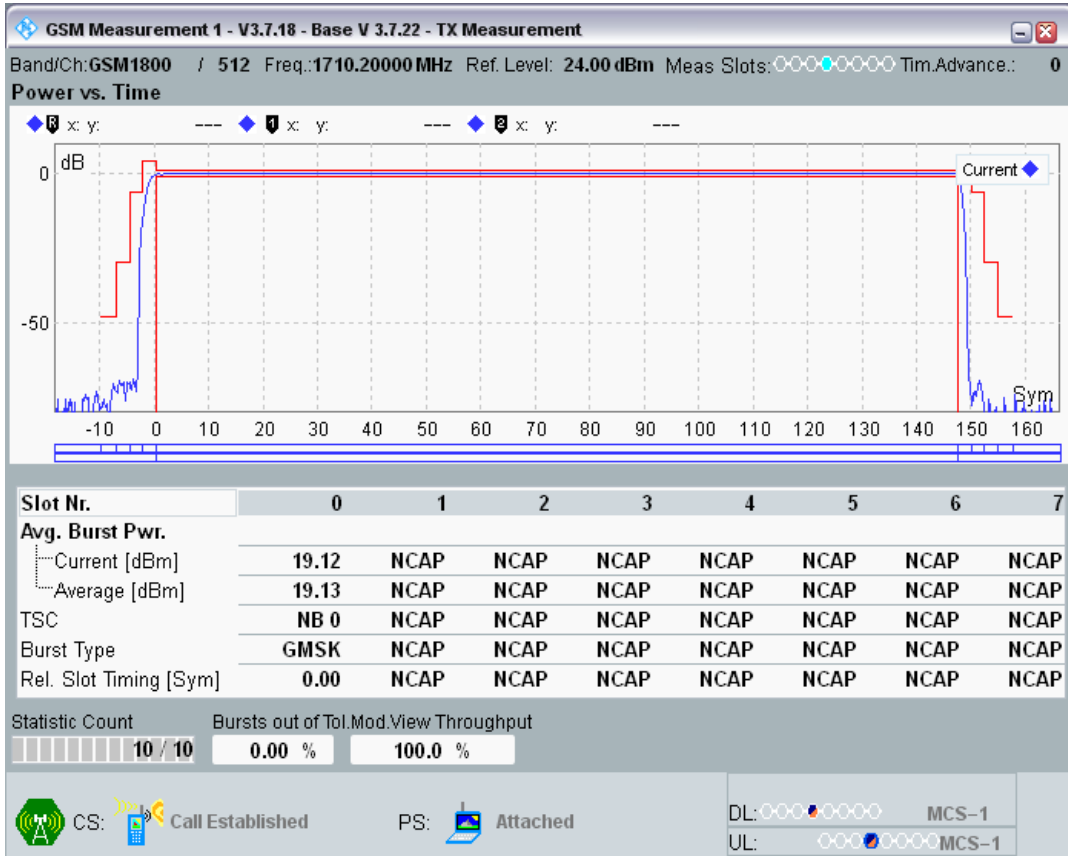 GSM Measurement 1 - V3.7.18 - Base V 3.7.22 - TX Measurement
Band/Ch:GSM1800 / 512 Freq.:1710.20000 MHz Ref. Level: 24.00 dBm Meas Slots: Tim.Advance.: 0
Power vs. Time
R x: y: --- 1 x: y: --- 2 x: y: ---
dB
Current
0
-50
Sym
-10 0 10 20 30 40 50 60 70 80 90 100 110 120 130 140 150 160
Slot Nr. 0 1 2 3 4 5 6 7
Avg. Burst Pwr.
Current [dBm] 19.12 NCAP NCAP NCAP NCAP NCAP NCAP NCAP
Average [dBm] 19.13 NCAP NCAP NCAP NCAP NCAP NCAP NCAP
TSC NB 0 NCAP NCAP NCAP NCAP NCAP NCAP NCAP
Burst Type GMSK NCAP NCAP NCAP NCAP NCAP NCAP NCAP
Rel. Slot Timing [Sym] 0.00 NCAP NCAP NCAP NCAP NCAP NCAP NCAP
Statistic Count Bursts out of Tol.Mod.View Throughput
10 / 10 0.00 % 100.0 %
CS: Call Established PS: Attached
DL: MCS-1
UL: MCS-1